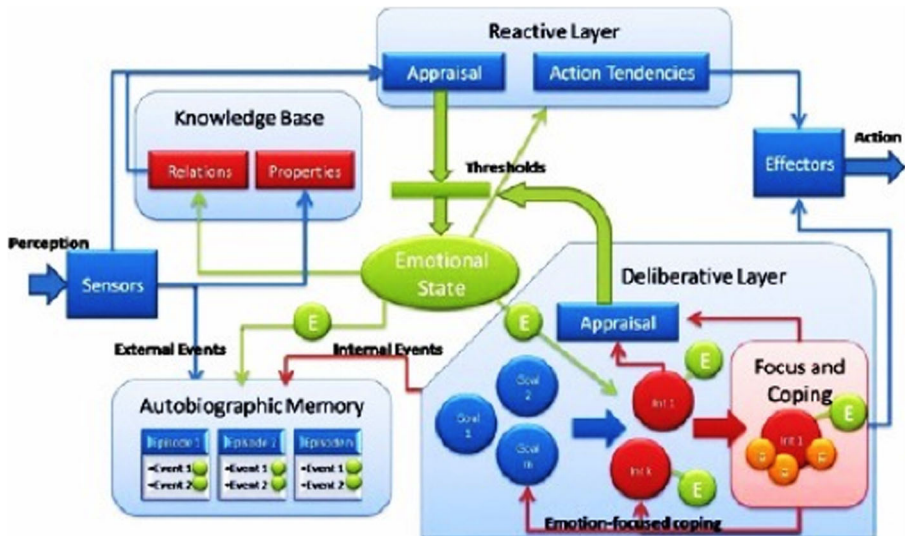 Reactive Layer
Appraisal
Action Tendencies
Knowledge Base
Relations
Properties
Thresholds
Action
Effectors
Perception
Sensors
Emotional
State
Deliberative Layer
E
E
Appraisal
External Events
Internal Events
Focus and
Coping
Autobiographic Memory
Episode 1
Episode 2
Episode n
Event 1
Event 2
Event 1
Event 2
Event 1
Event 2
Goal
1
Goal
2
Goal
m
Int 1
E
Int k
E
Int 1
E
Emotion-focused coping